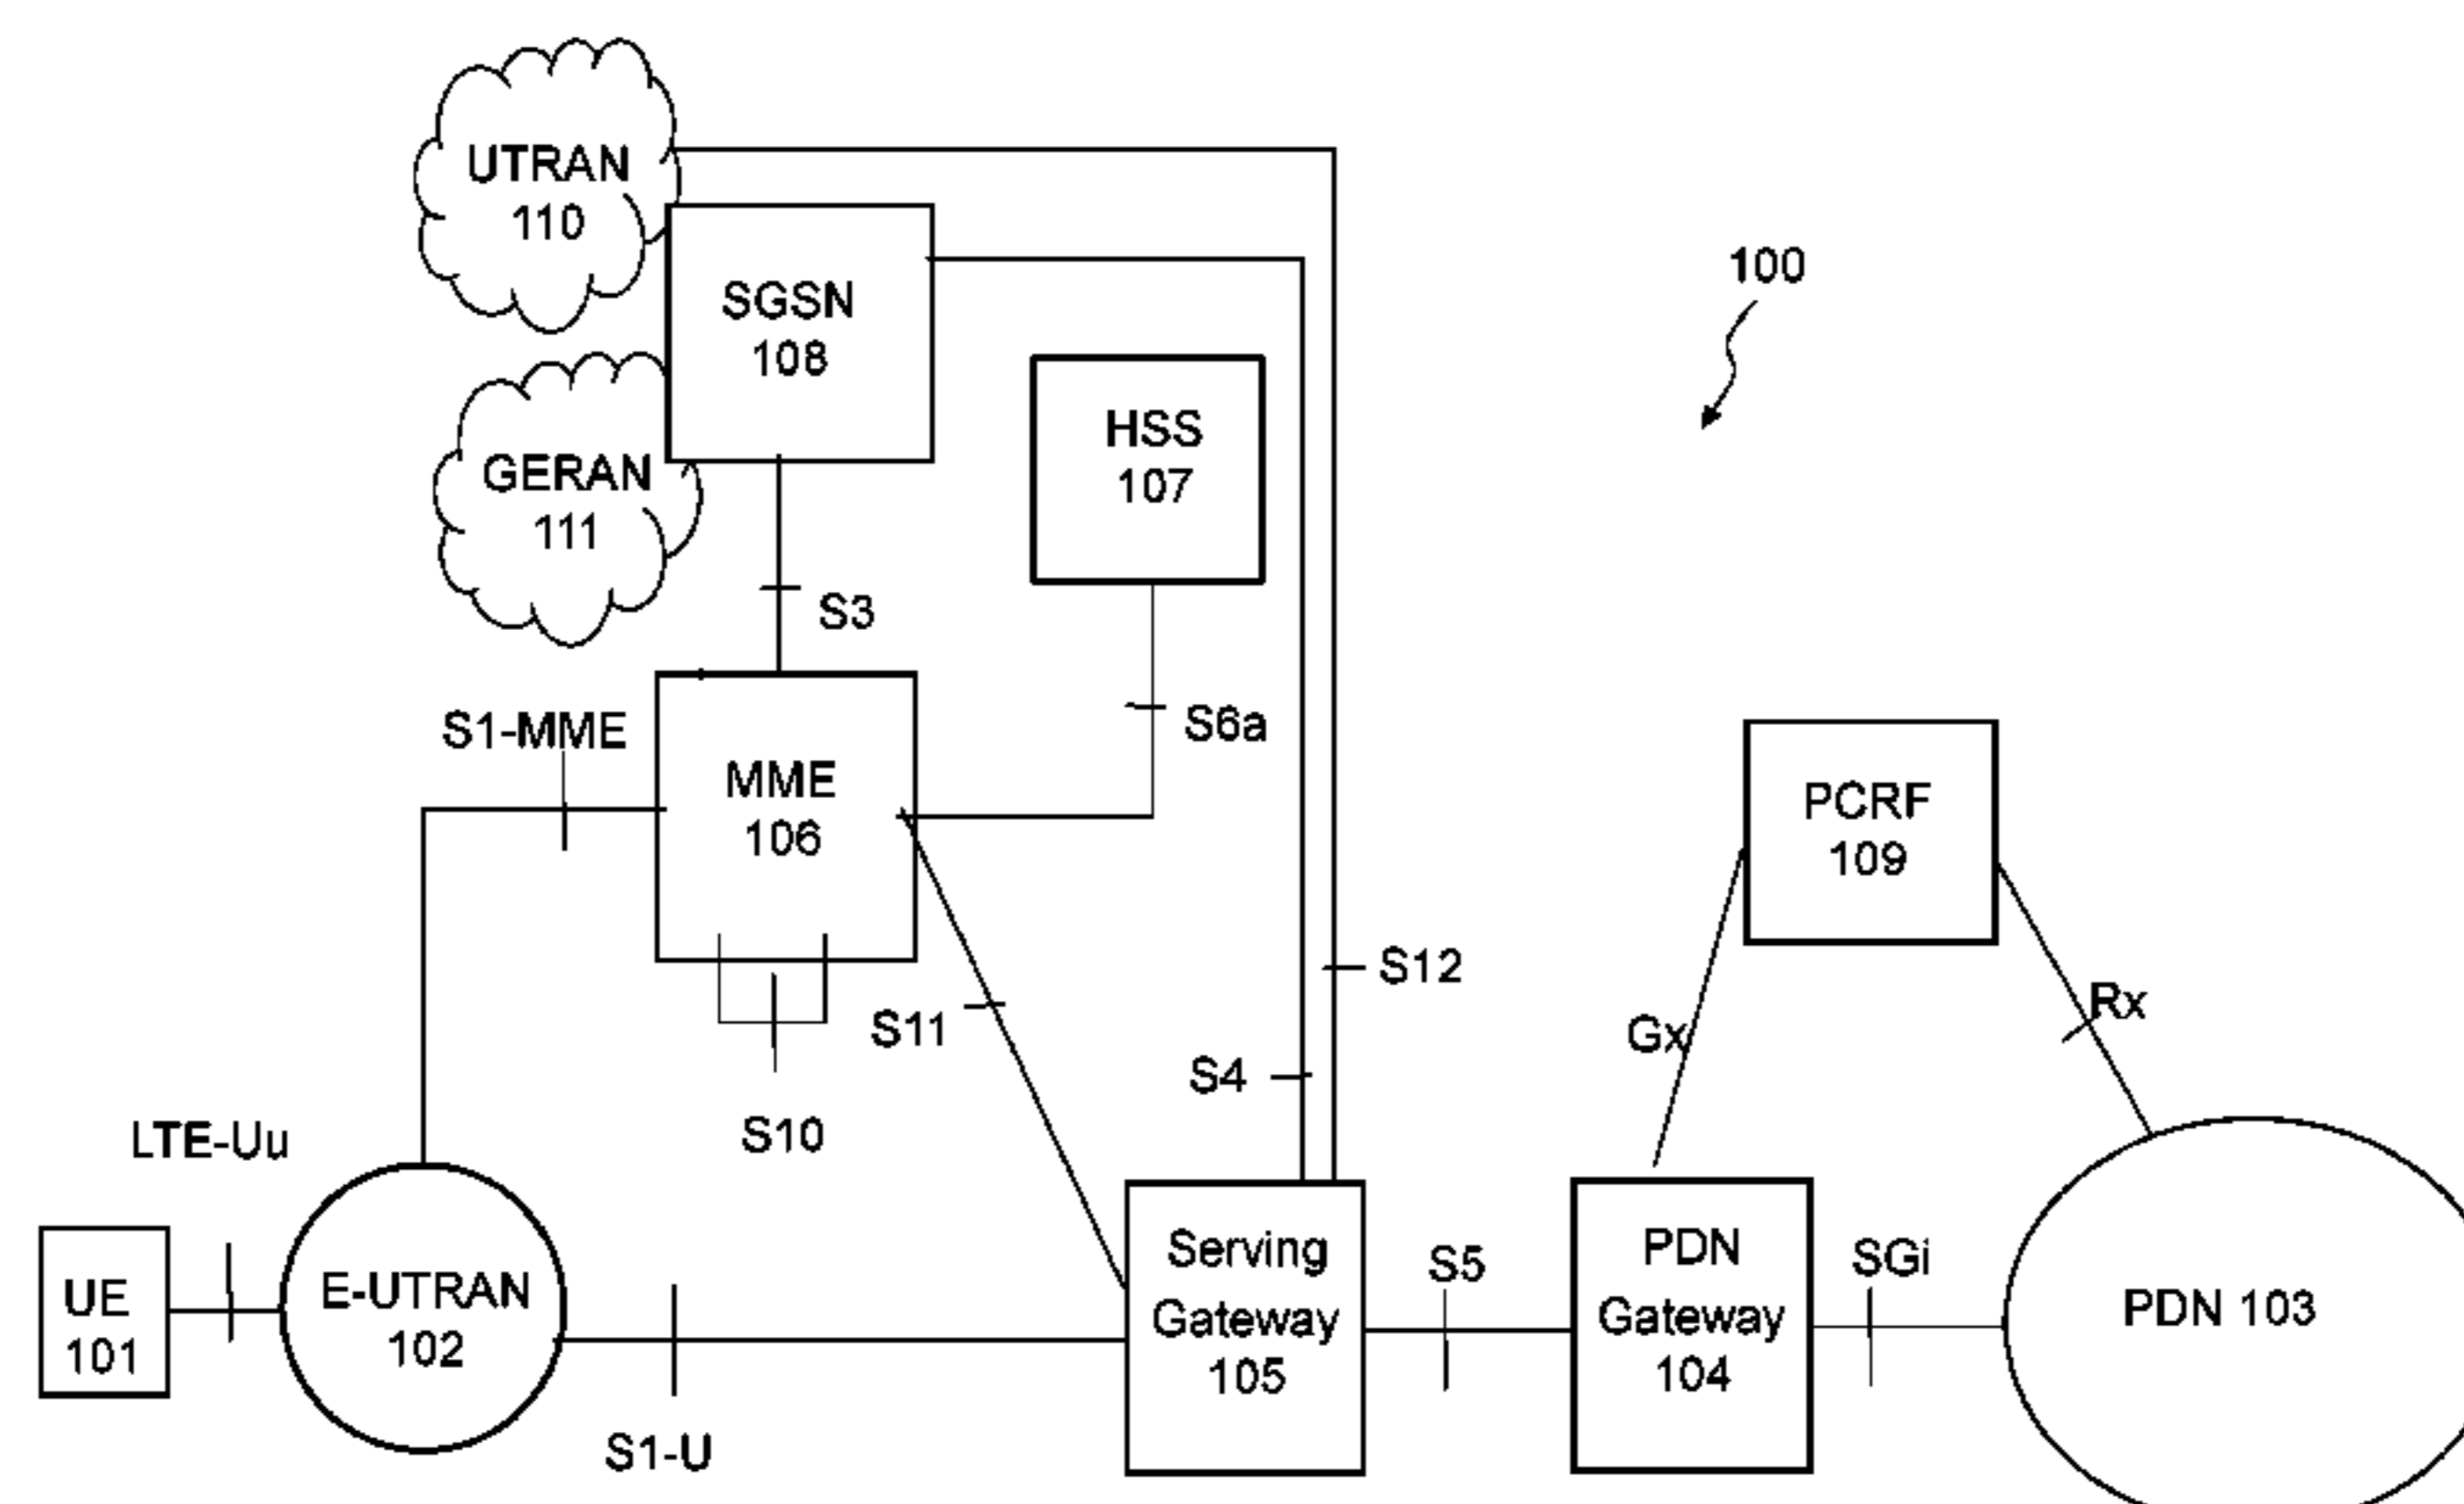 UTRAN
110
SGSN
108
100
HSS
107
GERAN
111
S3
S1-MME
S6a
MME
106
PCRF
109
S12
Rx
S11
Gx
S4
S10
LTE-Uu
UE
101
E-UTRAN
102
S1-U
Serving
Gateway
105
S5
PDN
Gateway
104
SGi
PDN 103